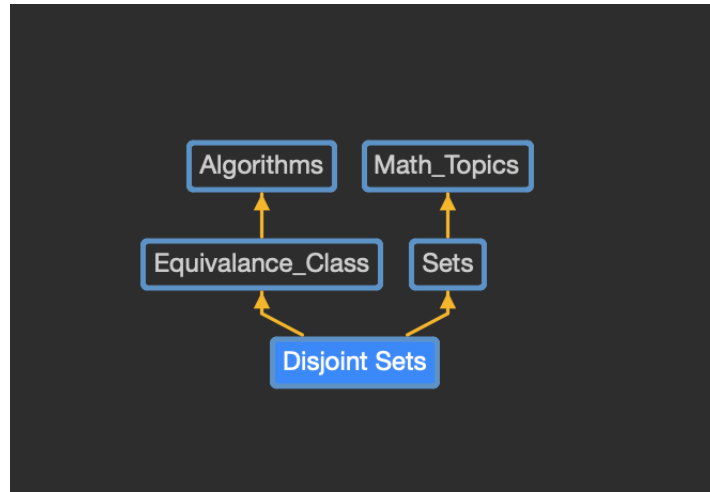 Algorithms
Math_Topics
Equivalance_Class
Sets
Disjoint Sets